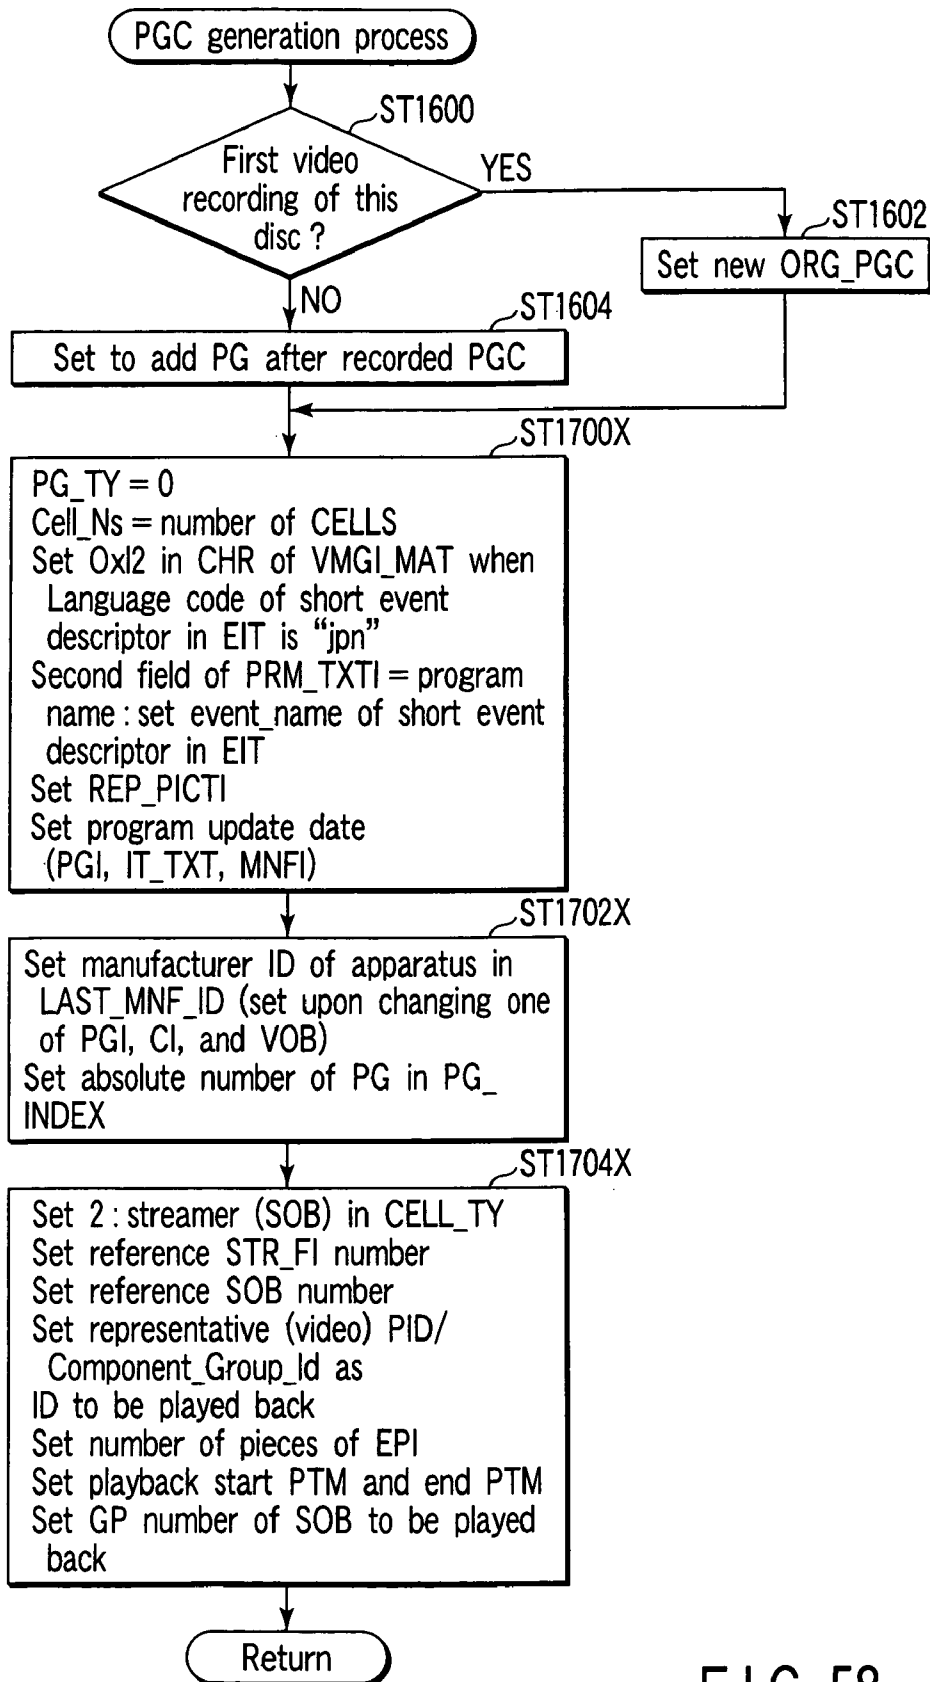 PGC generation process
ST1600
First video
recording of this
disc ?
YES
ST1602
Set new ORG_PGC
NO
ST1604
Set to add PG after recorded PGC
ST1700X
PG_TY = 0
Cell_Ns = number of CELLS
Set OxI2 in CHR of VMGI_MAT when
Language code of short event
descriptor in EIT is “jpn”
Second field of PRM_TXTI = program
name : set event_name of short event
descriptor in EIT
Set REP_PICTI
Set program update date
(PGI, IT_TXT, MNFI)
ST1702X
Set manufacturer ID of apparatus in
LAST_MNF_ID (set upon changing one
of PGI, CI, and VOB)
Set absolute number of PG in PG_
INDEX
ST1704X
Set 2 : streamer (SOB) in CELL_TY
Set reference STR_FI number
Set reference SOB number
Set representative (video) PID/
Component_Group_Id as
ID to be played back
Set number of pieces of EPI
Set playback start PTM and end PTM
Set GP number of SOB to be played
back
Return